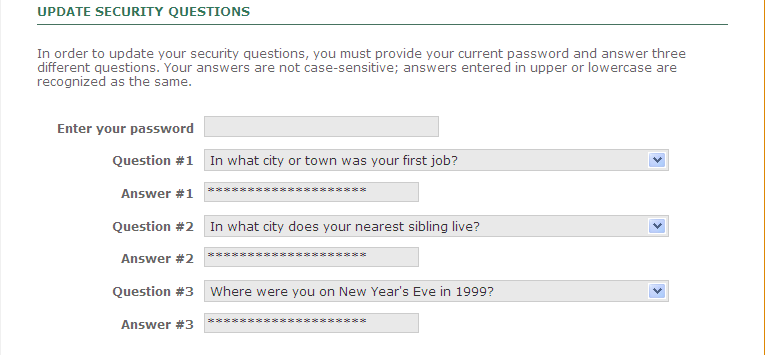 UPDATE SECURITY QUESTIONS
In order to update your security questions, you must provide your current password and answer three
different questions. Your answers are not case-sensitive; answers entered in upper or lowercase are
recognized as the same.
Enter your password
Question #1 In what city or town was your first job?
Answer #1 ********************
Question #2 In what city does your nearest sibling live?
Answer #2 ********************
Question #3 Where were you on New Year's Eve in 1999?
Answer #3 ********************